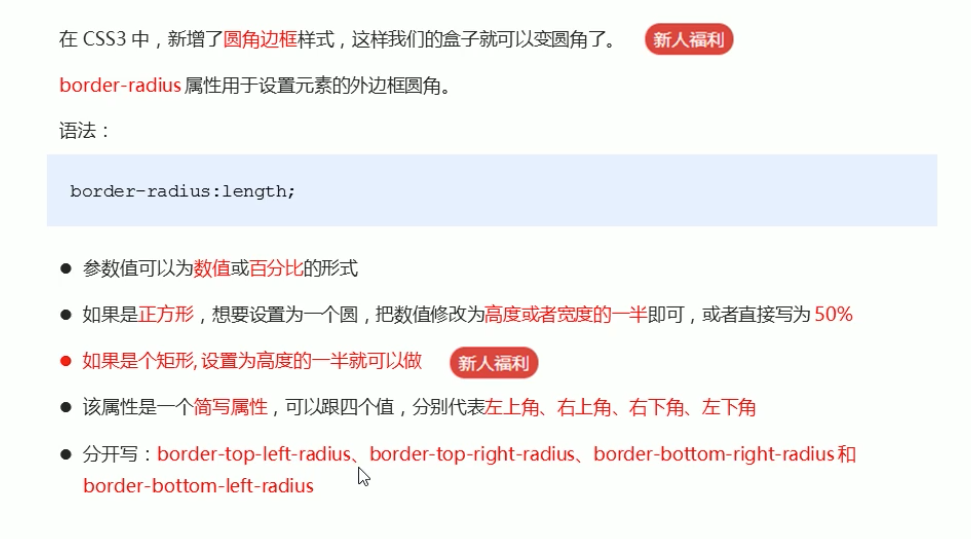 在 CSS3 中，新增了圆角边框样式，这样我们的盒子就可以变圆角了。 新人福利
border-radius 属性用于设置元素的外边框圆角。
语法：
border-radius:length;
● 参数值可以为数值或百分比的形式
● 如果是正方形，想要设置为一个圆，把数值修改为高度或者宽度的一半即可，或者直接写为 50%
● 如果是个矩形, 设置为高度的一半就可以做 新人福利
● 该属性是一个简写属性，可以跟四个值，分别代表左上角、右上角、右下角、左下角
● 分开写：border-top-left-radius、border-top-right-radius、border-bottom-right-radius 和
border-bottom-left-radius